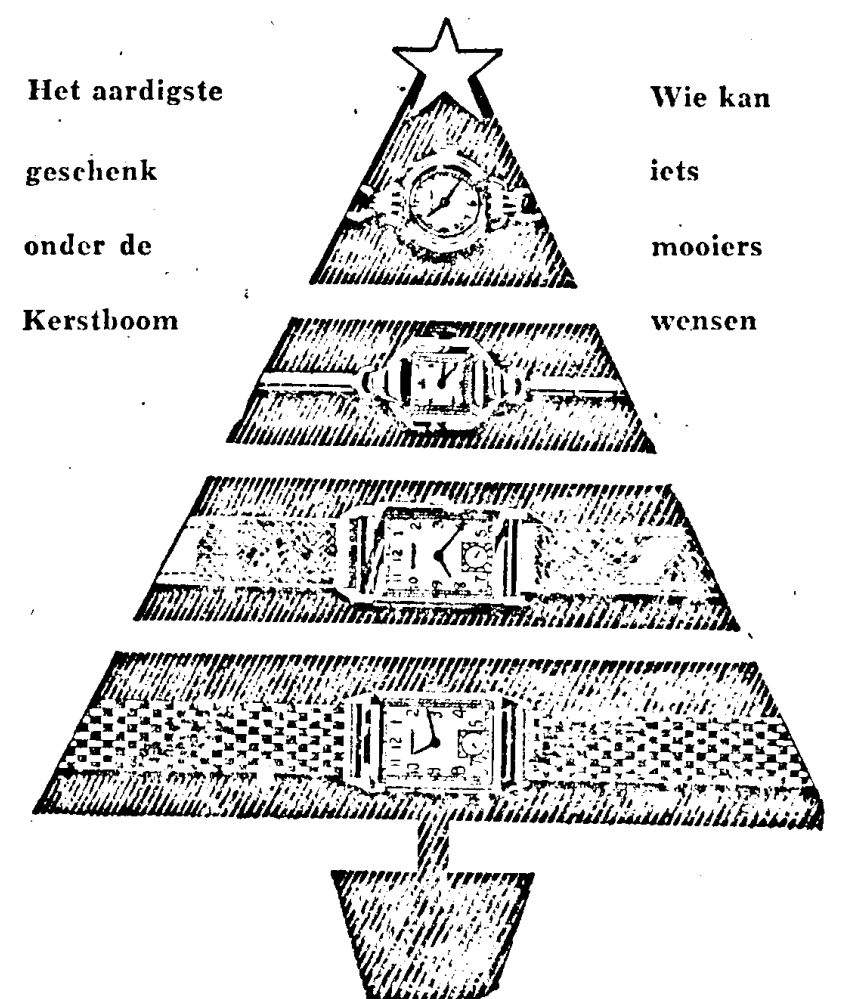 Het aardigste
geschenk
onder de
Kerstboom
Wie kan
iets
mooiers
wensen